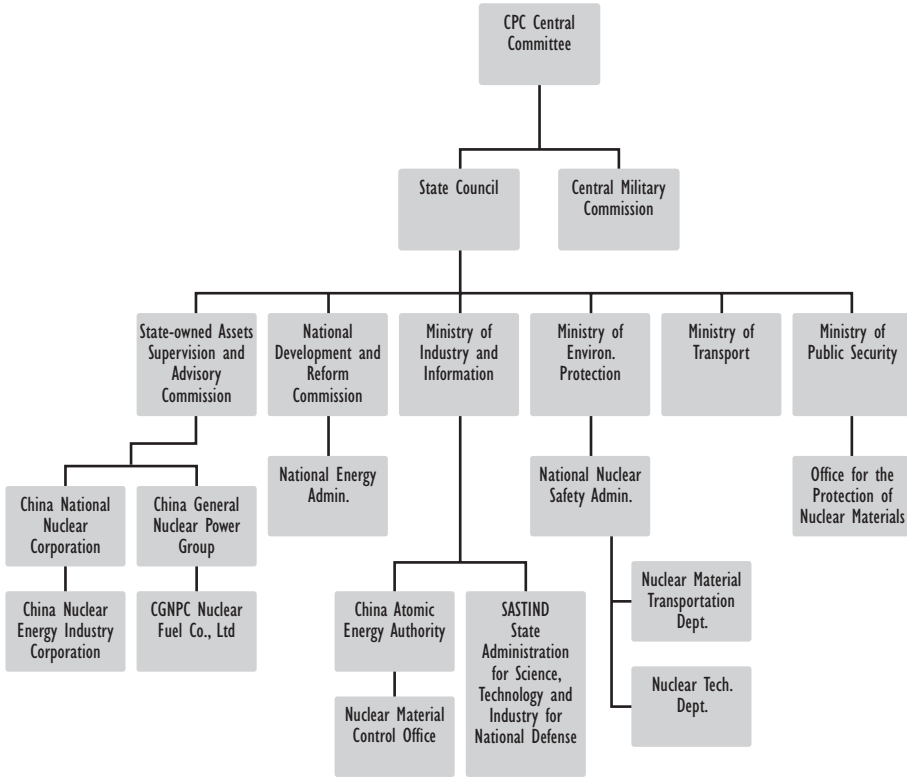 CPC Central
Committee
State Council
Central Military
Commission
State-owned Assets
Supervision and
Advisory
Commission
National
Development and
Reform
Commission
Ministry of
Industry and
Information
Ministry of
Environ.
Protection
Ministry of
Transport
Ministry of
Public Security
China National
Nuclear
Corporation
China General
Nuclear Power
Group
National Energy
Admin.
National Nuclear
Safety Admin.
Office for the
Protection of
Nuclear Materials
China Nuclear
Energy Industry
Corporation
CGNPC Nuclear
Fuel Co., Ltd
China Atomic
Energy Authority
SASTIND
State
Administration
for Science,
Technology and
Industry for
National Defense
Nuclear Material
Transportation
Dept.
Nuclear Material
Control Office
Nuclear Tech.
Dept.